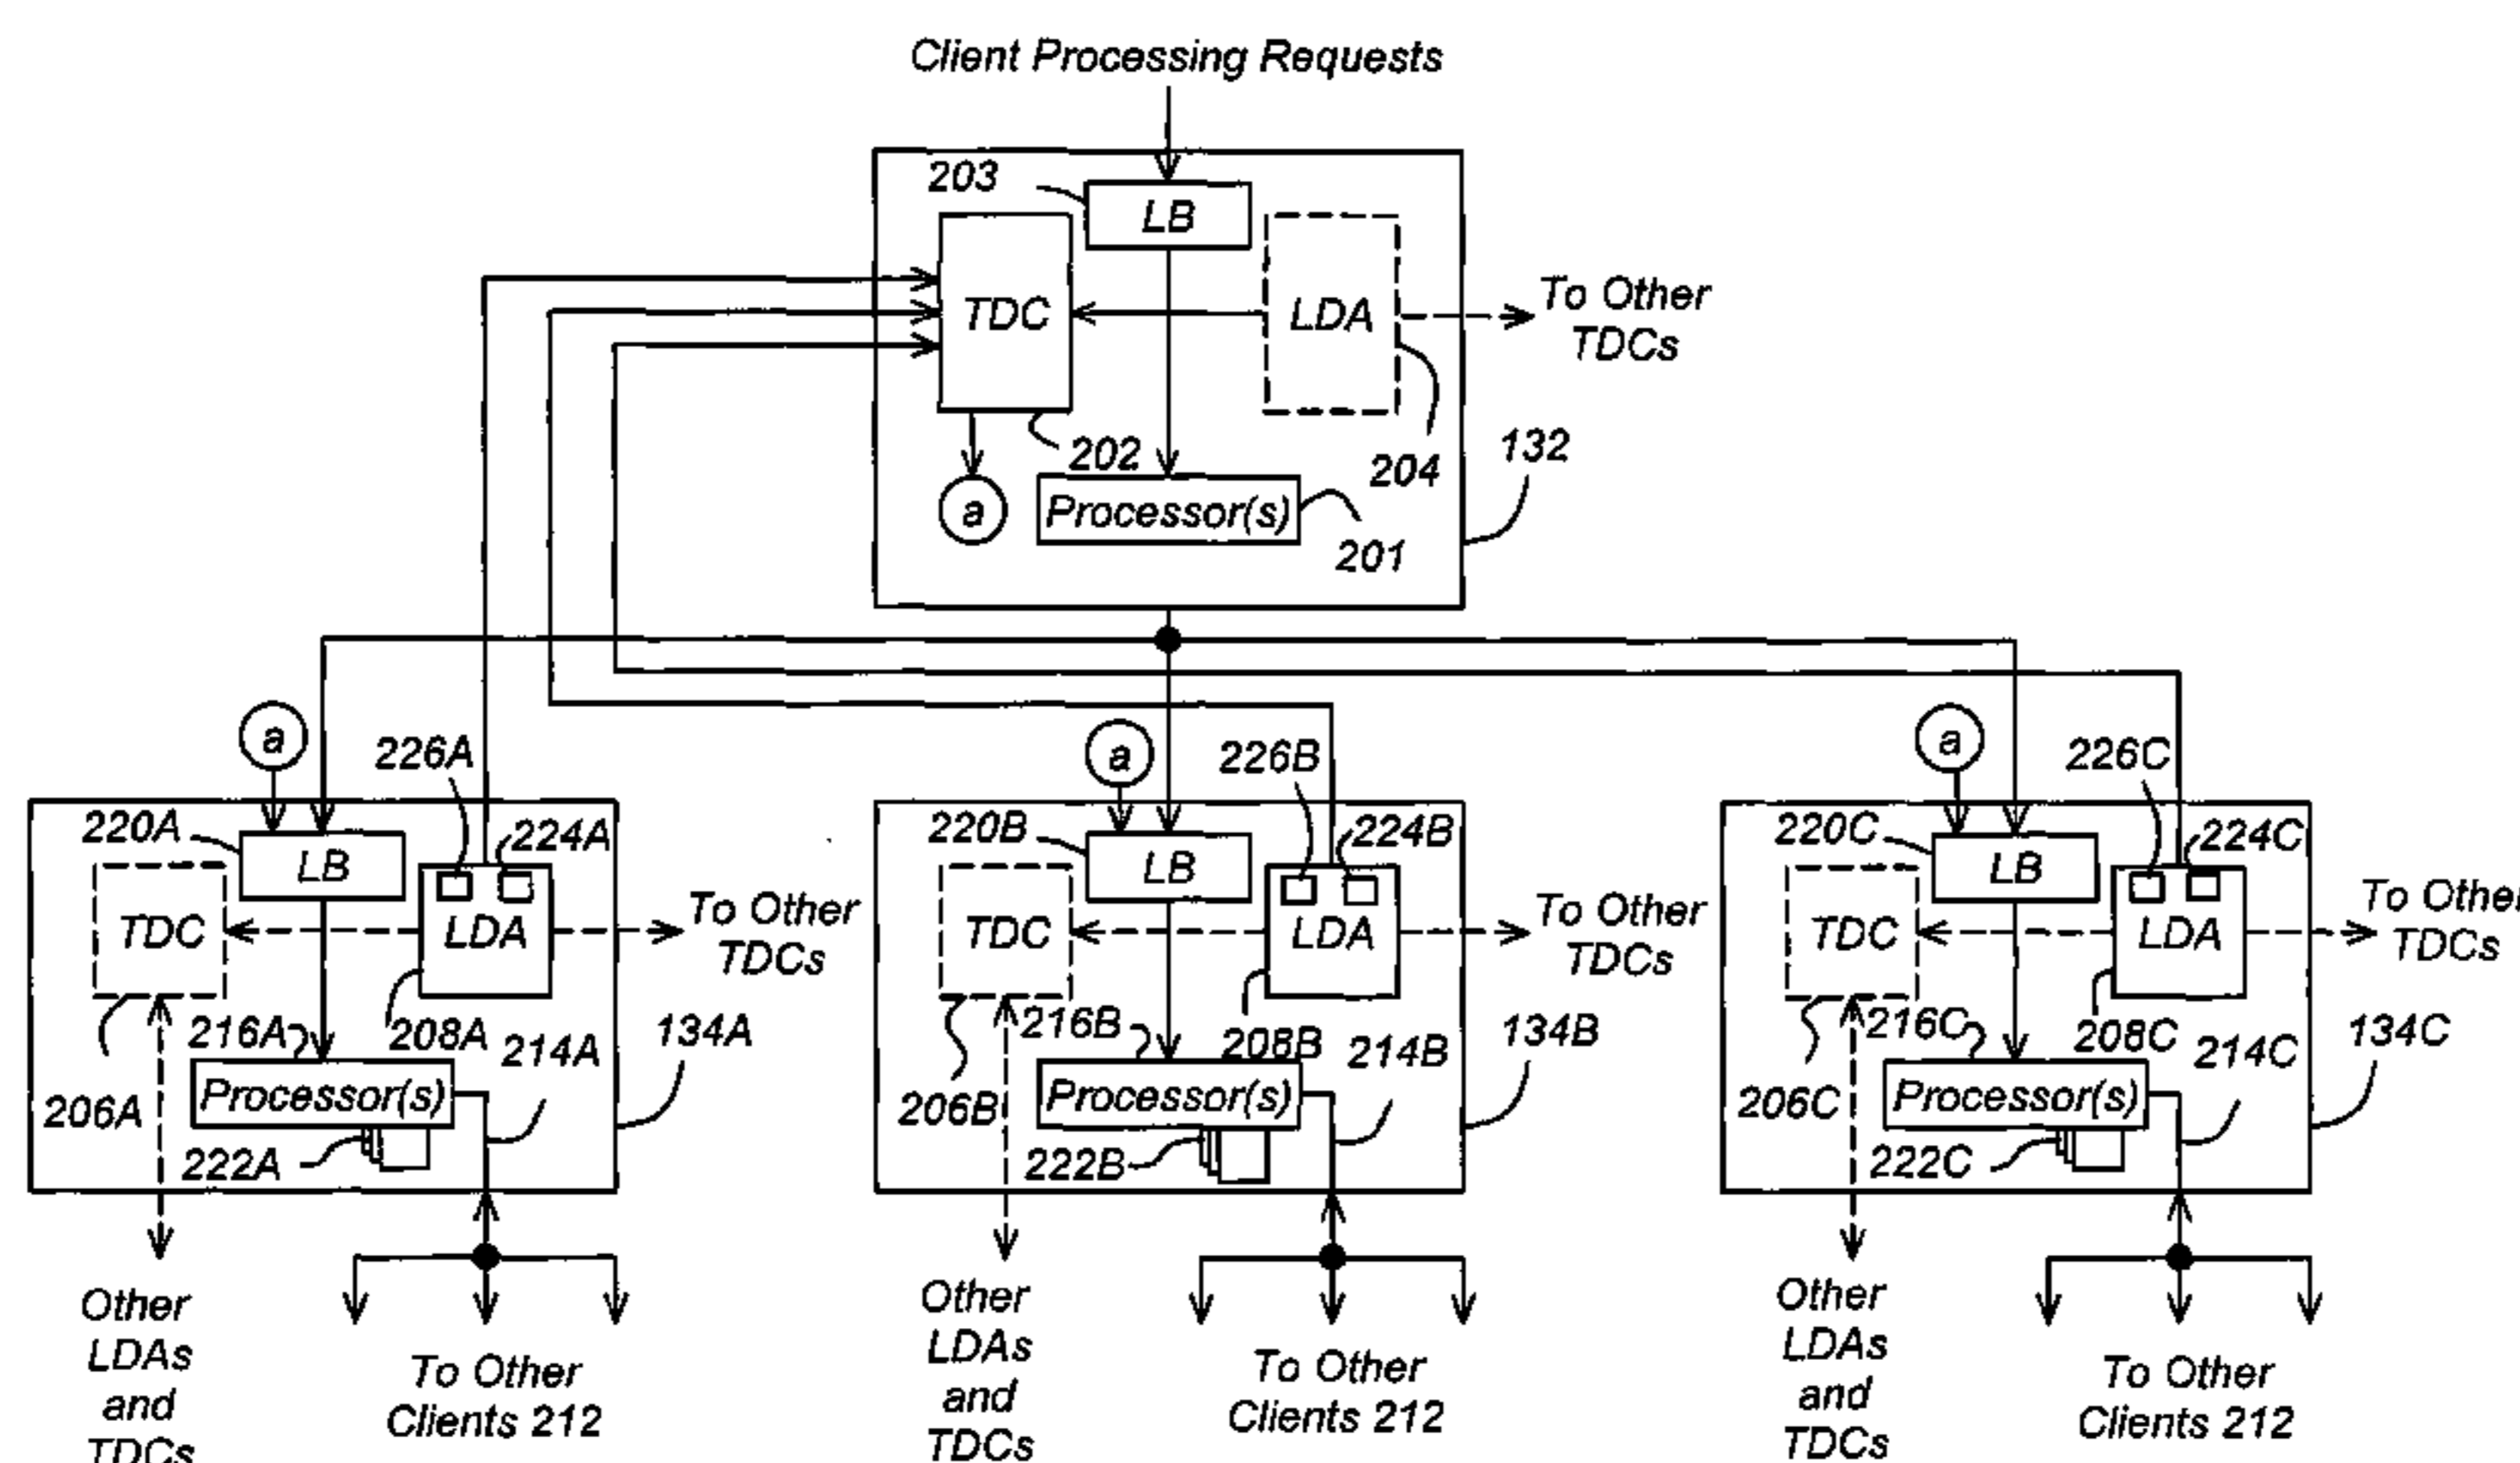 Client Processing Requests
203
LB
TDC
LDA
To Other
TDCs
202
204
132
a
Processor(s)
201
a
226A
220A
224A
LB
TDC
LDA
To Other
TDCs
216A
208A
214A
134A
206A
Processor(s)
222A
Other
LDAs
and
TDCs
To Other
Clients 212
a
226B
220B
224B
LB
TDC
LDA
To Other
TDCs
216B
208B
214B
134B
206B
Processor(s)
222B
Other
LDAs
and
TDCs
To Other
Clients 212
a
226C
220C
224C
LB
TDC
LDA
To Other
TDCs
216C
208C
214C
134C
206C
Processor(s)
222C
Other
LDAs
and
TDCs
To Other
Clients 212